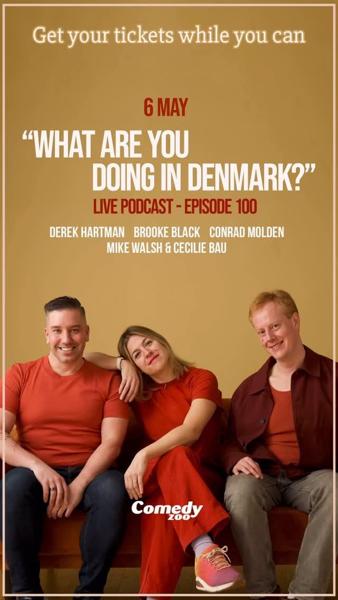 Get your tickets while you can
6 MAY
“WHAT ARE YOU
DOING IN DENMARK?”
LIVE PODCAST - EPISODE 100
DEREK HARTMAN BROOKE BLACK CONRAD MOLDEN
MIKE WALSH & CECILIE BAU
Comedy
ZOO